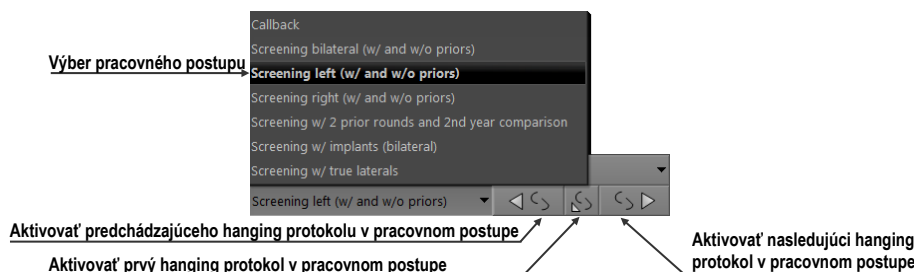 Callback
Screening bilateral (w/ and w/o priors)
Výber pracovného postupu
Screening left (w/ and w/o priors)
Screening right (w/ and w/o priors)
Screening w/ 2 prior rounds and 2nd year comparison
Screening w/ implants (bilateral)
Screening w/ true laterals
Screening left (w/ and w/o priors)
Aktivovať predchádzajúceho hanging protokolu v pracovnom postupe
Aktivovať prvý hanging protokol v pracovnom postupe
Aktivovať nasledujúci hanging
protokol v pracovnom postupe